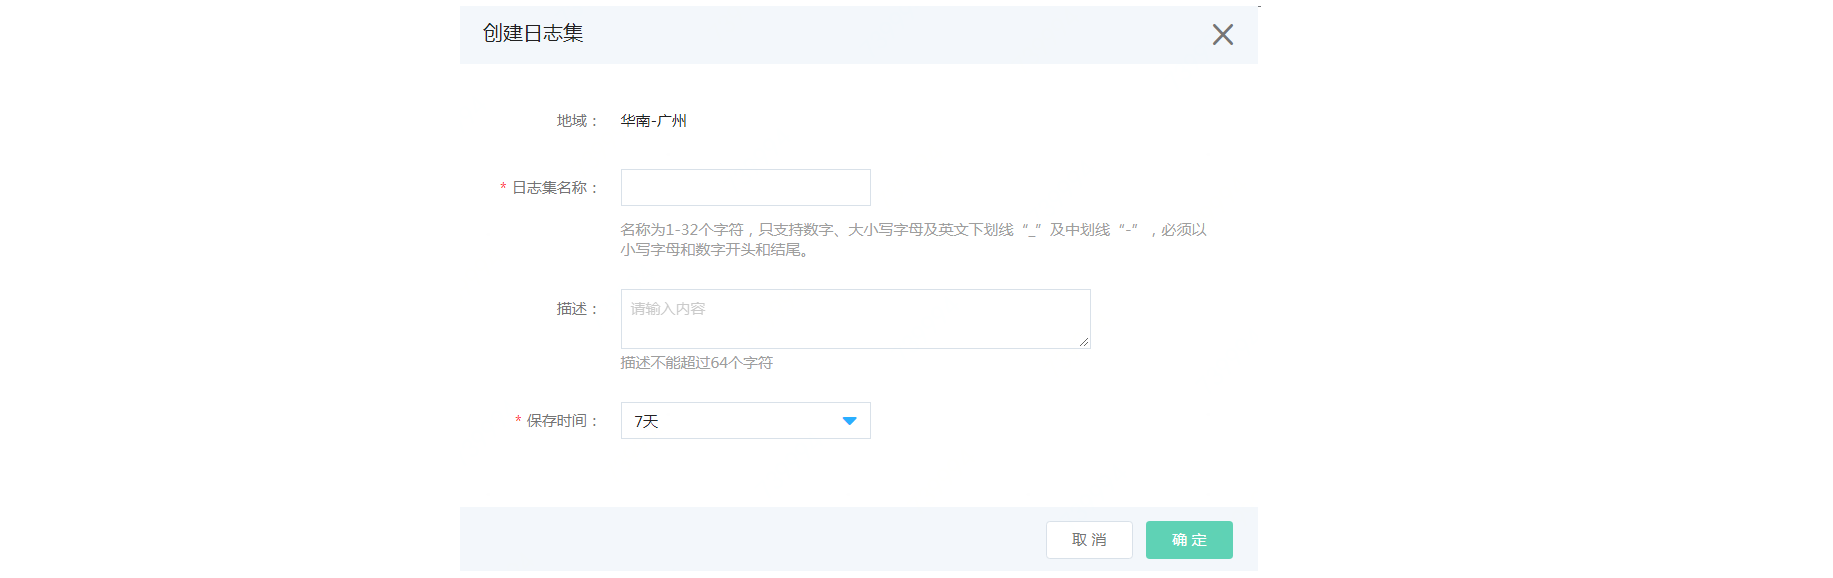 创建日志集
地域：
华南-广州
* 日志集名称：
名称为1-32个字符，只支持数字、大小写字母及英文下划线“_”及中划线“-”，必须以
小写字母和数字开头和结尾。
描述：
请输入内容
描述不能超过64个字符
* 保存时间：
7天
取 消
确 定